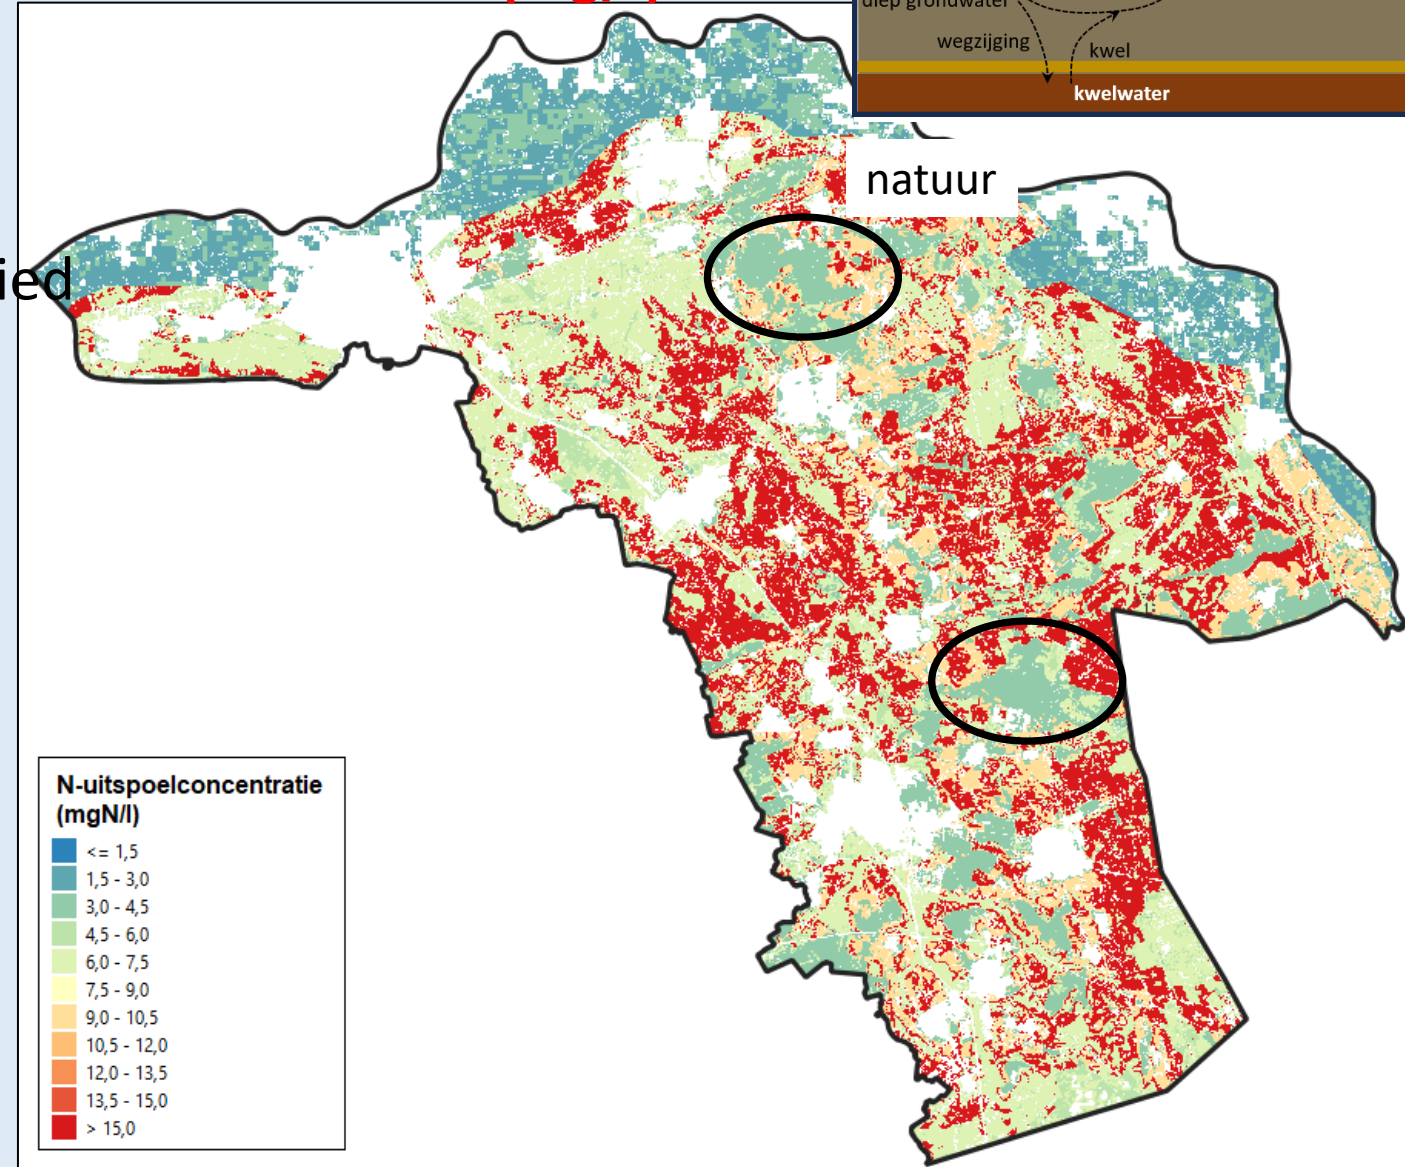 diep grondwater
wegzijging
kwel
kwelwater
natuur
ied
N-uitspoelconcentratie
(mgN/l)
<= 1,5
1,5 - 3,0
3,0 - 4,5
4,5 - 6,0
6,0 - 7,5
7,5 - 9,0
9,0 - 10,5
10,5 - 12,0
12,0 - 13,5
13,5 - 15,0
> 15,0